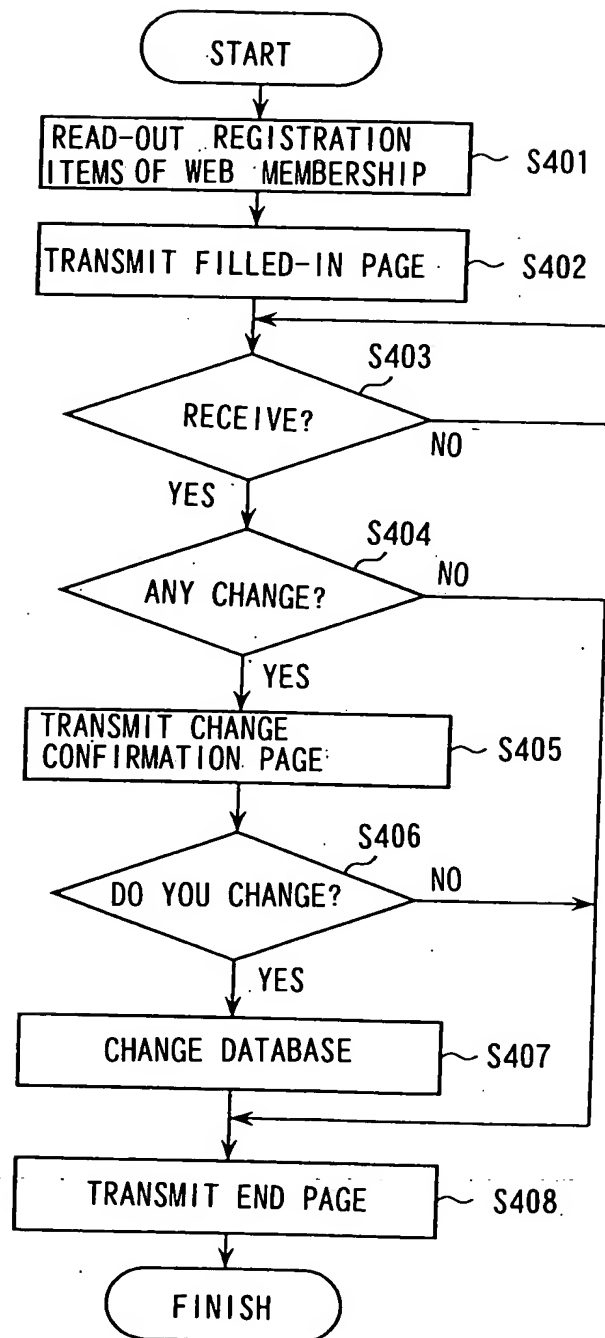 START
READ-OUT REGISTRATION
ITEMS OF WEB MEMBERSHIP
S401
TRANSMIT FILLED-IN PAGE
S402
S403
RECEIVE?
NO
YES
S404
ANY CHANGE?
NO
YES
TRANSMIT CHANGE
CONFIRMATION PAGE
S405
S406
DO YOU CHANGE?
NO
YES
CHANGE DATABASE
S407
TRANSMIT END PAGE
S408
FINISH